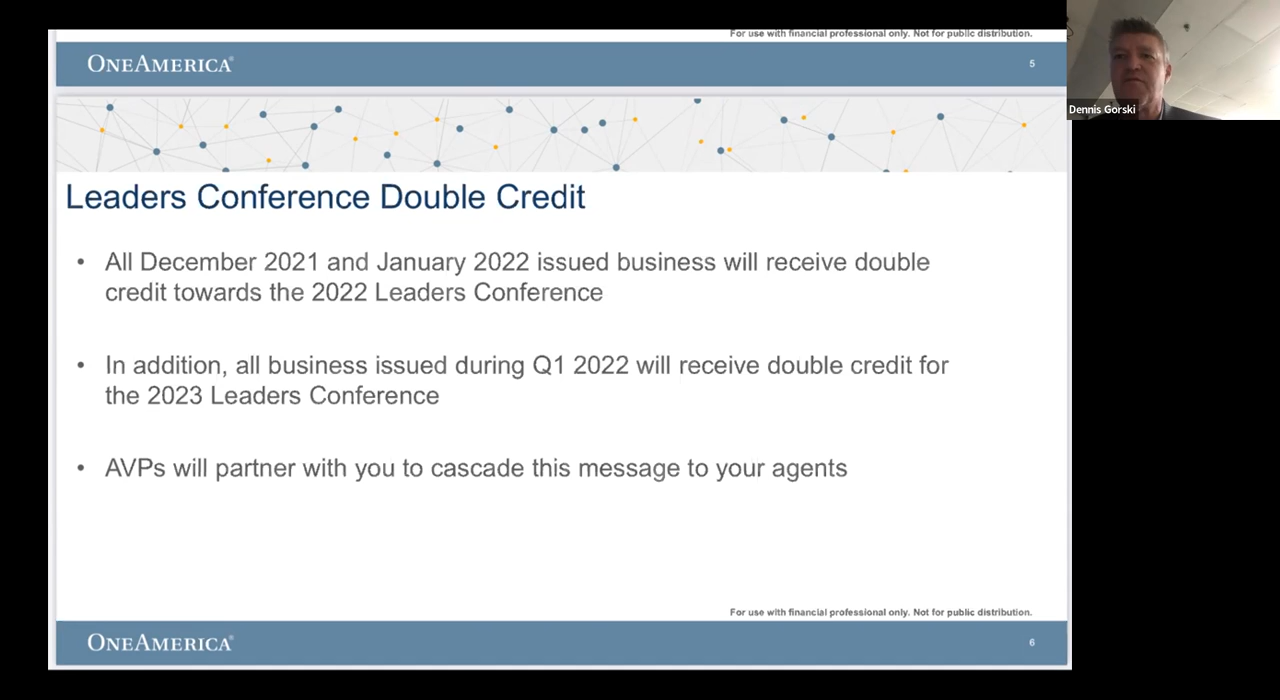 For use with financial professional only. Not for public distribution.
ONEAMERICA®
5
Dennis Gorski
Leaders Conference Double Credit
• All December 2021 and January 2022 issued business will receive double
credit towards the 2022 Leaders Conference
• In addition, all business issued during Q1 2022 will receive double credit for
the 2023 Leaders Conference
• AVPs will partner with you to cascade this message to your agents
For use with financial professional only. Not for public distribution.
ONEAMERICA®
6